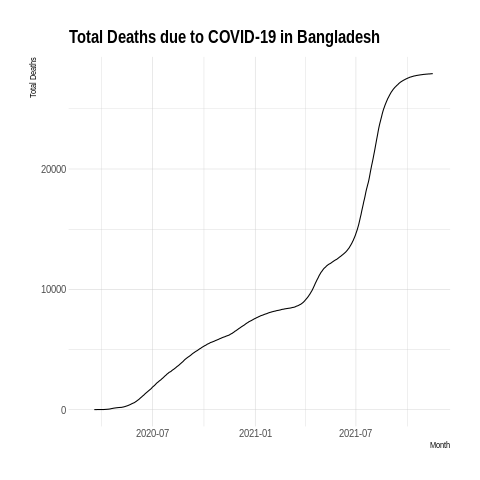 Total Deaths due to COVID-19 in Bangladesh
Total Deaths
20000
10000
0
2020-07 2021-01 2021-07
Month